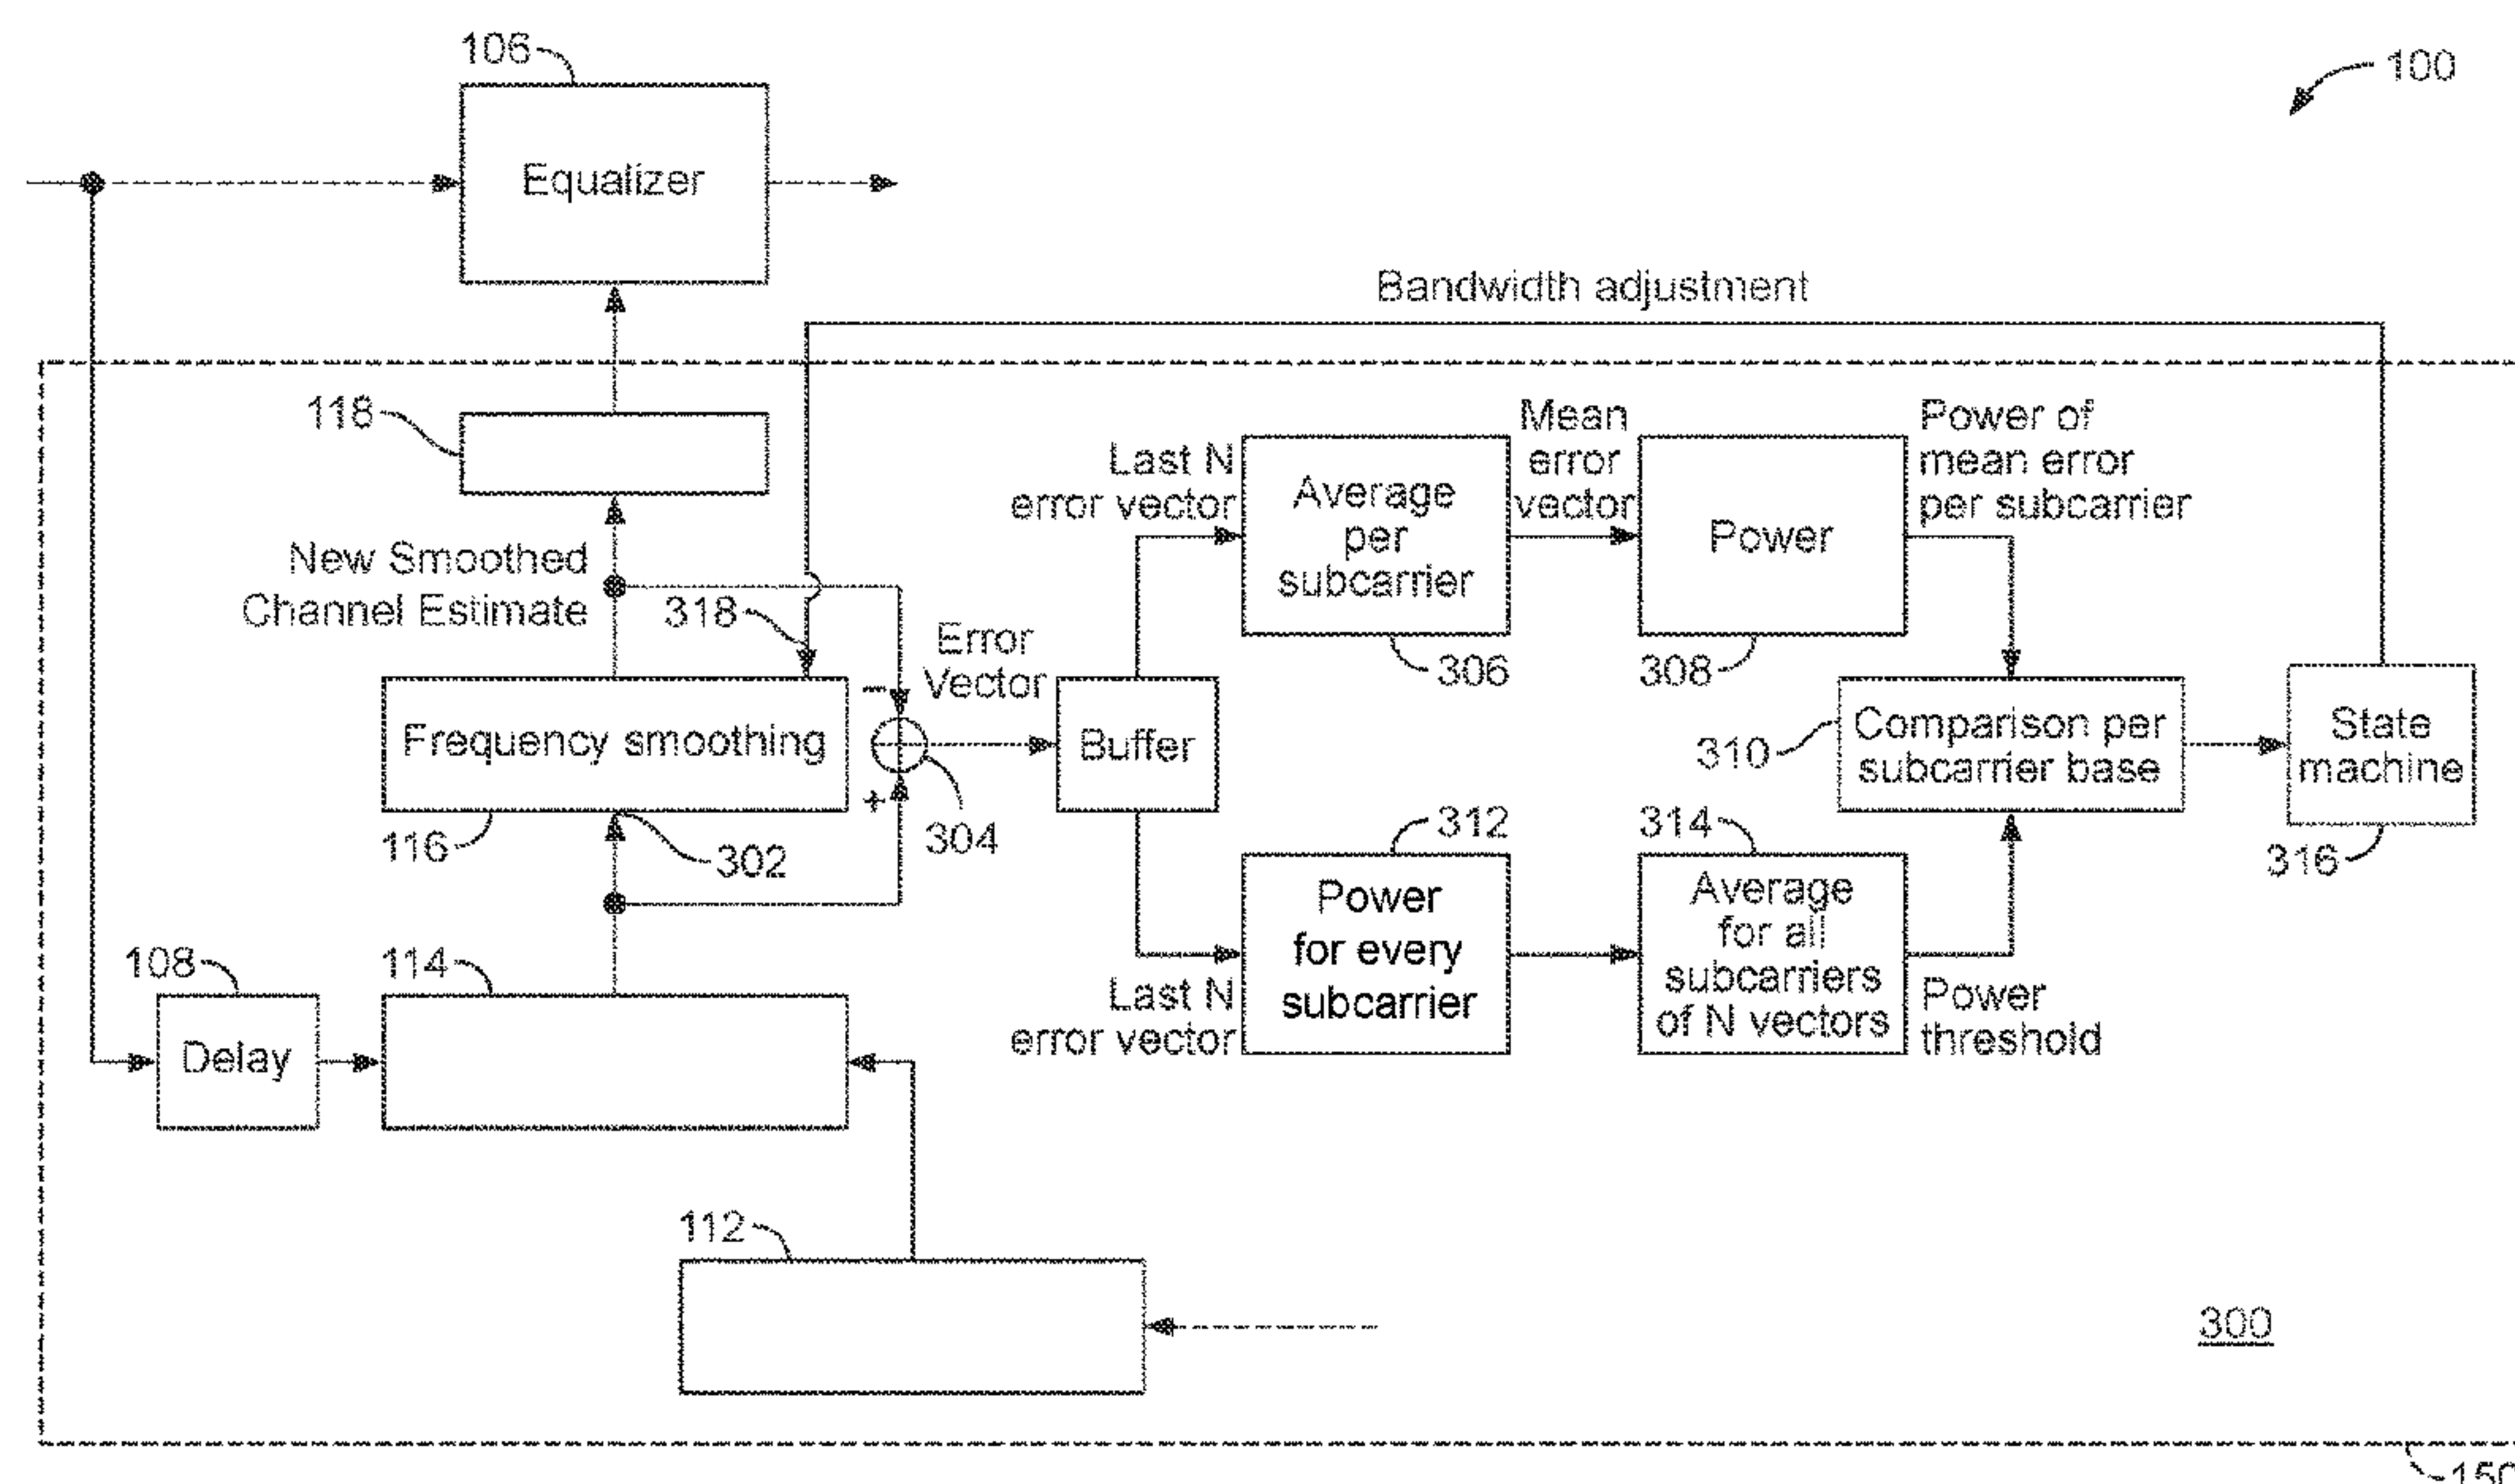 106
100
Equalizer
Bandwidth adjustment
118
Last N
error vector
Average
per
subcarrier
Mean
error
vector
Power
Power of
mean error
per subcarrier
New Smoothed
Channel Estimate
318
Error
Vector
306
308
–
Frequency smoothing
Buffer
310
Comparison per
subcarrier base
State
machine
+
304
116
302
312
314
316
Power
for every
subcarrier
Average
for all
subcarriers
of N vectors
108
114
Last N
error vector
Power
threshold
Delay
112
300
150